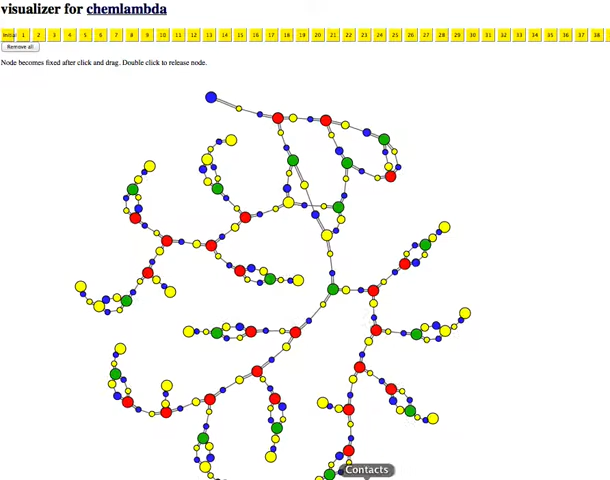 visualizer for chemlambda
Initial 1 2 3 4 5 6 7 8 9 10 11 12 13 14 15 16 17 18 19 20 21 22 23 24 25 26 27 28 29 30 31 32 33 34 35 36 37 38
Remove all
Node becomes fixed after click and drag. Double click to release node.
Contacts